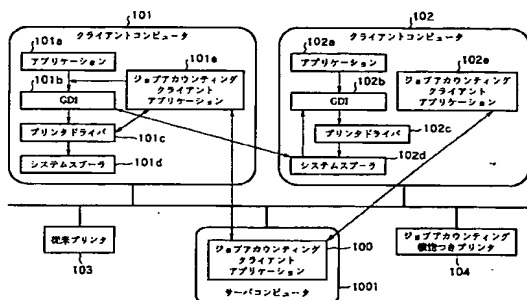 101
クライアントコンピュータ
101a
アプリケーション
101b
GDI
101e
ジョブアカウンティング
クライアント
アプリケーション
プリンタドライバ
101c
システムスプーラ
101d
102
クライアントコンピュータ
102a
アプリケーション
102b
GDI
102e
ジョブアカウンティング
クライアント
アプリケーション
プリンタドライバ
102c
システムスプーラ
102d
従来プリンタ
103
ジョブアカウンティング
クライアント
アプリケーション
100
サーバコンピュータ
1001
ジョブアカウンティング
機能つきプリンタ
104